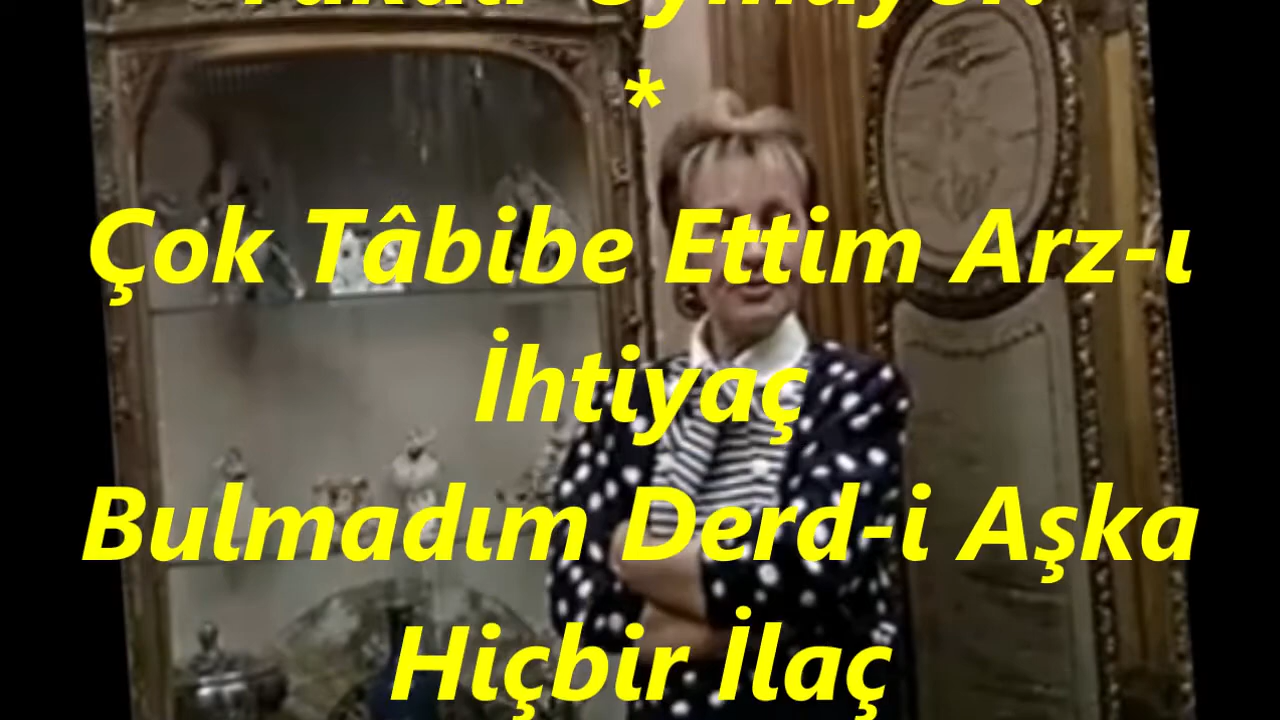 *
Çok Tâbibe Ettim Arz-ı
İhtiyaç
Bulmadım Derd-i Aşka
Hiçbir İlaç